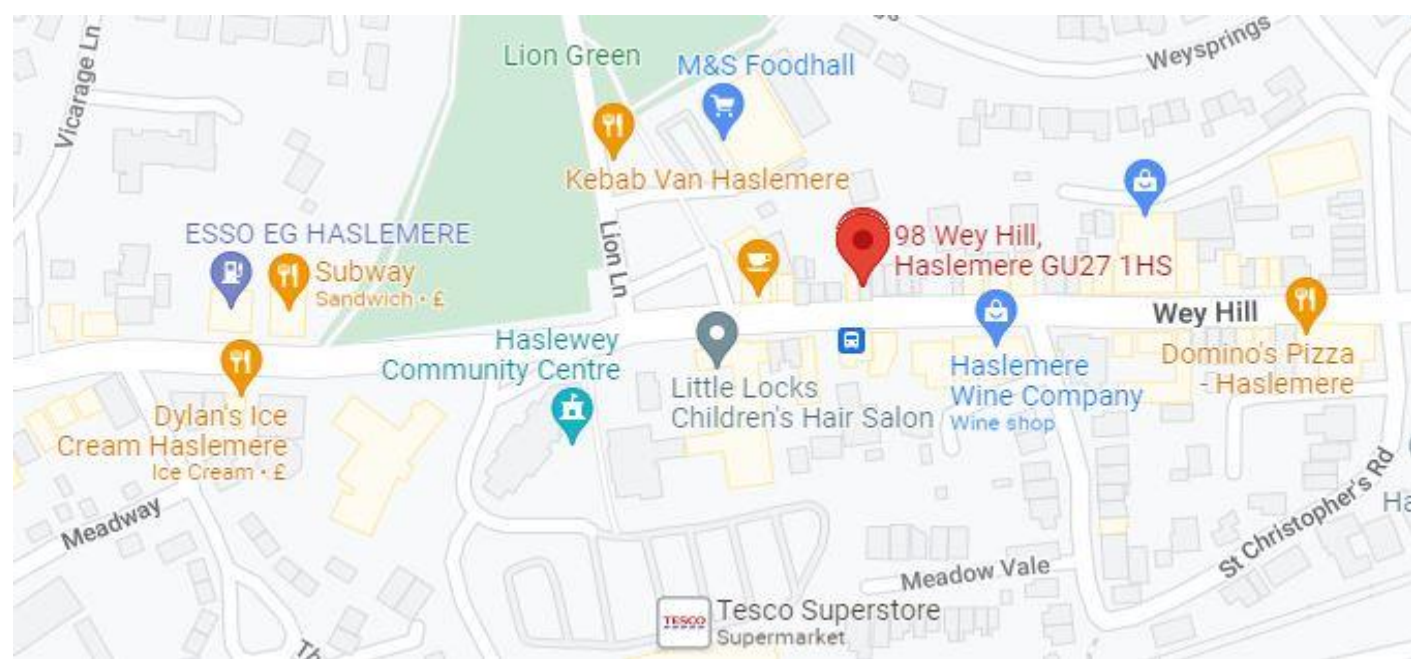 Vicarage Ln
Lion Green
M&S Foodhall
Weysprings
Kebab Van Haslemere
ESSO EG HASLEMERE
Subway
Sandwich • £
Lion Ln
98 Wey Hill,
Haslemere GU27 1HS
Wey Hill
Haslewey
Community Centre
Little Locks
Children's Hair Salon
Haslemere
Wine Company
Wine shop
Domino's Pizza
- Haslemere
Dylan's Ice
Cream Haslemere
Ice Cream • £
Meadway
St Christopher's Rd
Ha
Meadow Vale
TESCO
Tesco Superstore
Supermarket
Th